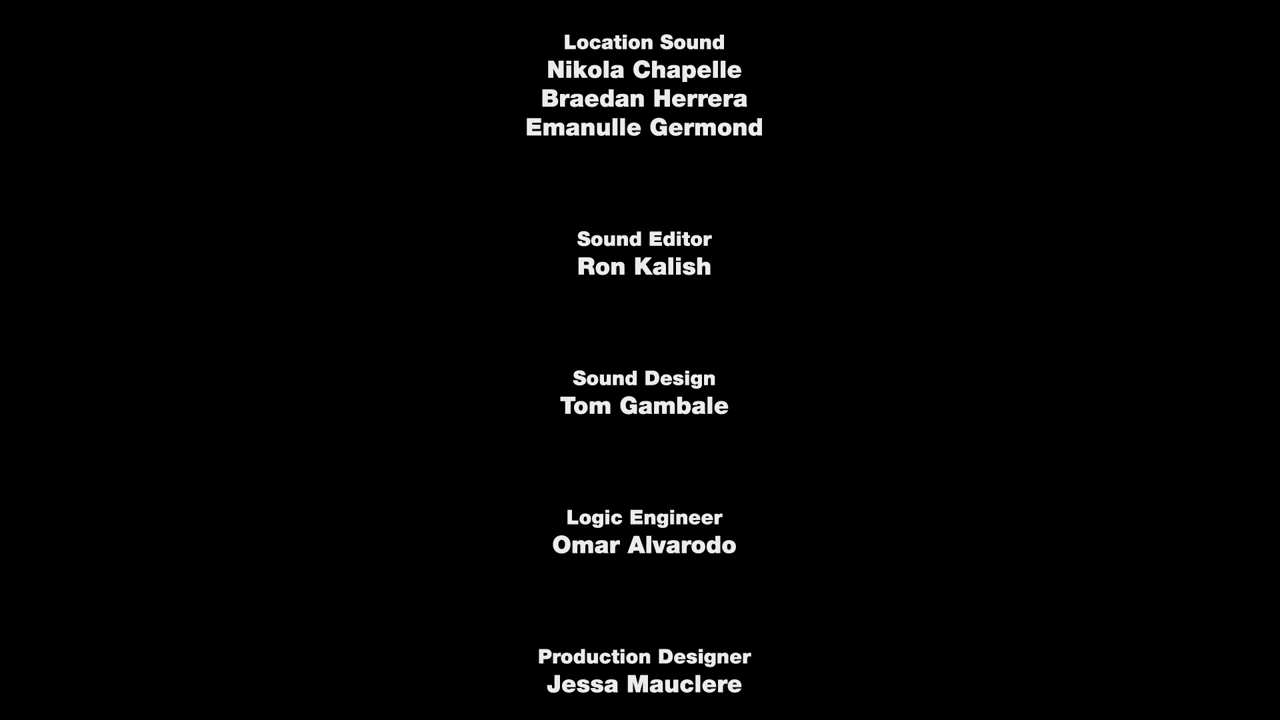 Location Sound
Nikola Chapelle
Braedan Herrera
Emanulle Germond
Sound Editor
Ron Kalish
Sound Design
Tom Gambale
Logic Engineer
Omar Alvarodo
Production Designer
Jessa Mauclere